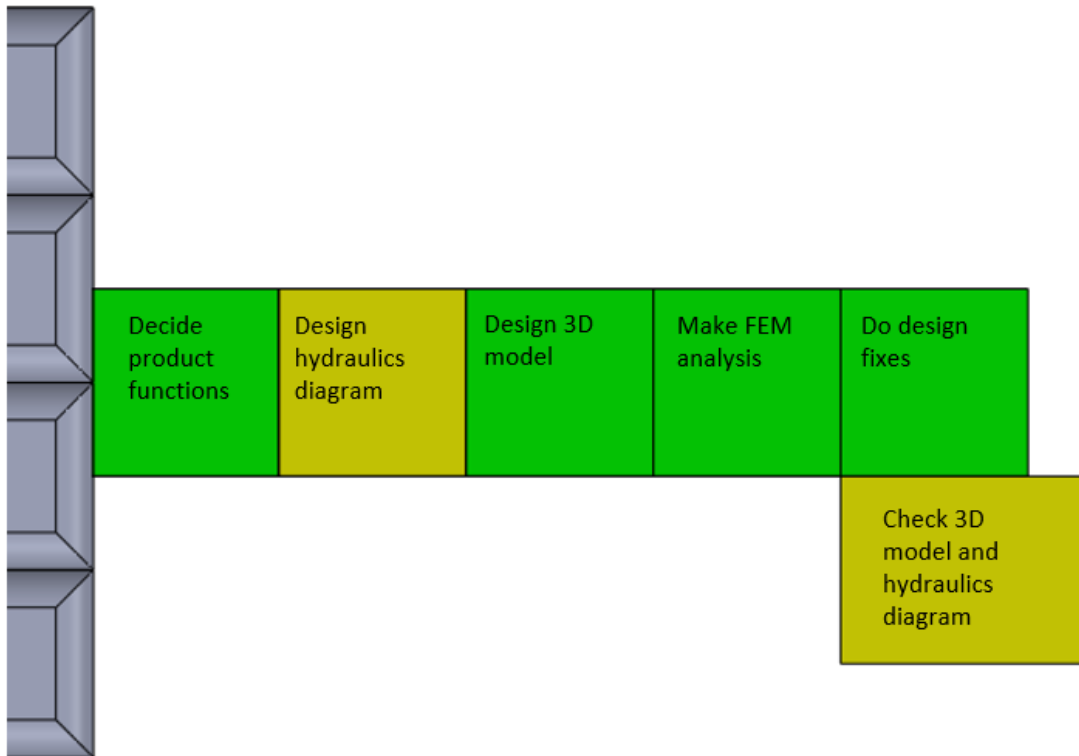 Decide
product
functions
Design
hydraulics
diagram
Design 3D
model
Make FEM
analysis
Do design
fixes
Check 3D
model and
hydraulics
diagram